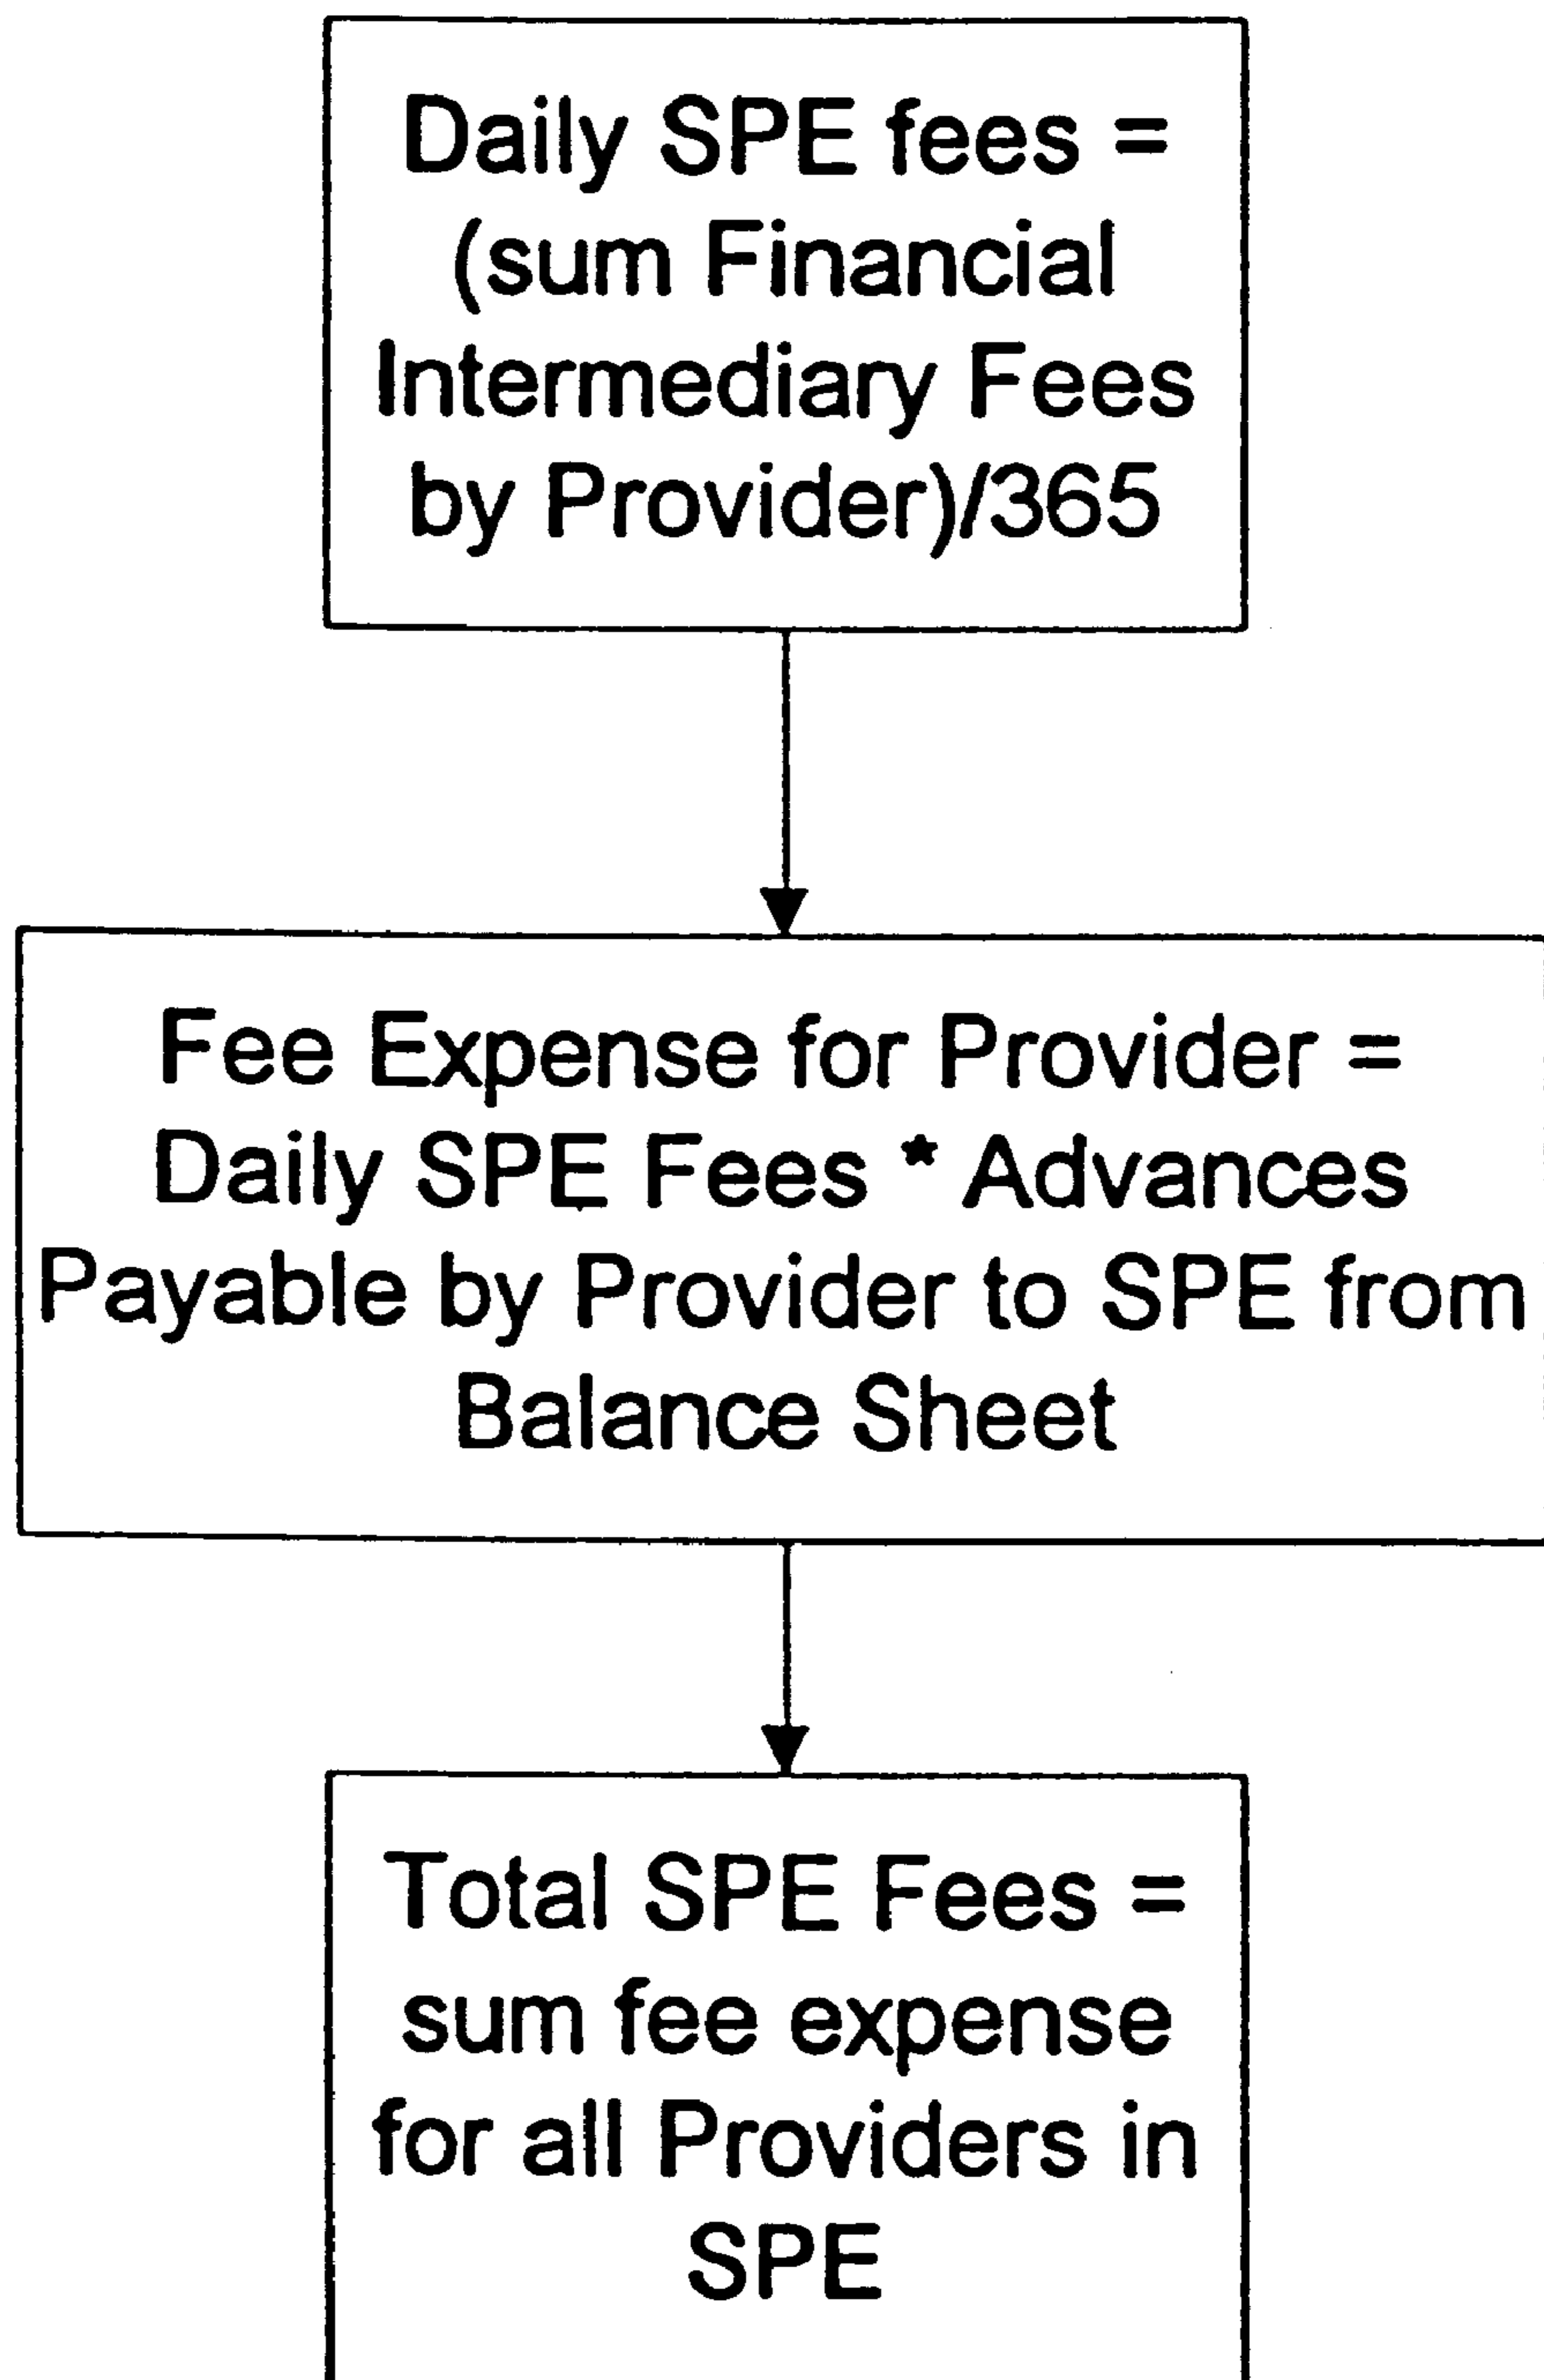 Daily SPE fees =
(sum Financial
Intermediary Fees
by Provider)/365
Fee Expense for Provider =
Daily SPE Fees * Advances
Payable by Provider to SPE from
Balance Sheet
Total SPE Fees =
sum fee expense
for all Providers in
SPE